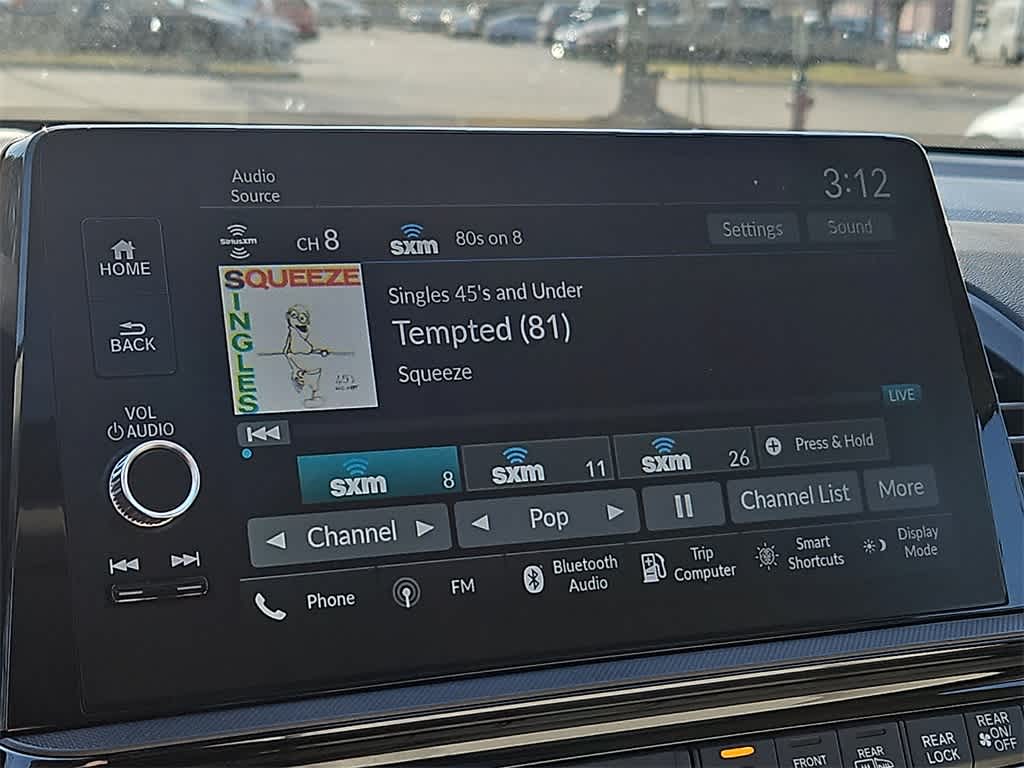 Audio
Source
3:12
SiriusXM
CH 8
sxm
80s on 8
Settings
Sound
HOME
BACK
SQUEEZE
SINGLES
45's
Singles 45's and Under
Tempted (81)
Squeeze
LIVE
VOL
AUDIO
sxm 8
sxm 11
sxm 26
Press & Hold
Channel
Pop
Channel List
More
Phone
FM
Bluetooth
Audio
Trip
Computer
Smart
Shortcuts
Display
Mode
FRONT
REAR
REAR
LOCK
REAR
ON/
OFF